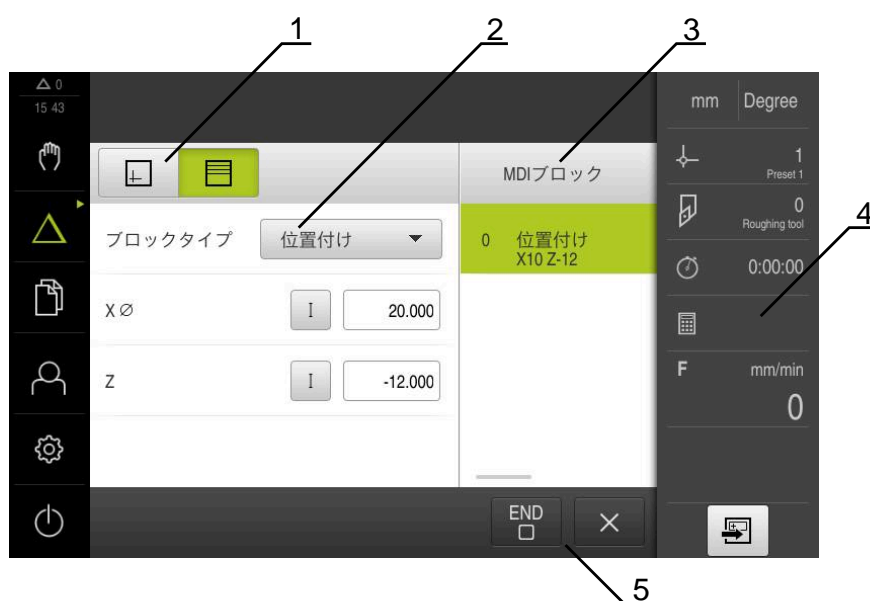 1
2
3
0
15 43
mm Degree
MDIブロック
1
Preset 1
0
Roughing tool
4
ブロックタイプ 位置付け
0 位置付け
X10 Z-12
0:00:00
X Ø I 20.000
Z I -12.000
F mm/min
0
END
5